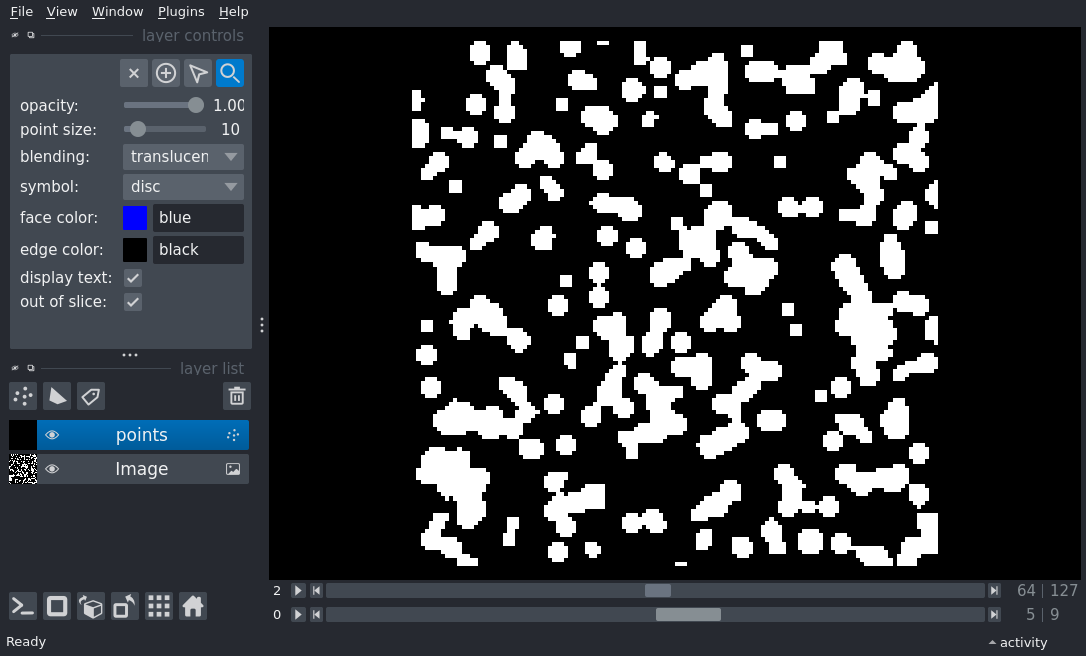 File View Window Plugins Help
layer controls
opacity: 1.00
point size: 10
blending: translucen
symbol: disc
face color: blue
edge color: black
display text:
out of slice:
layer list
points
Image
2 64 127
0 5 9
Ready activity